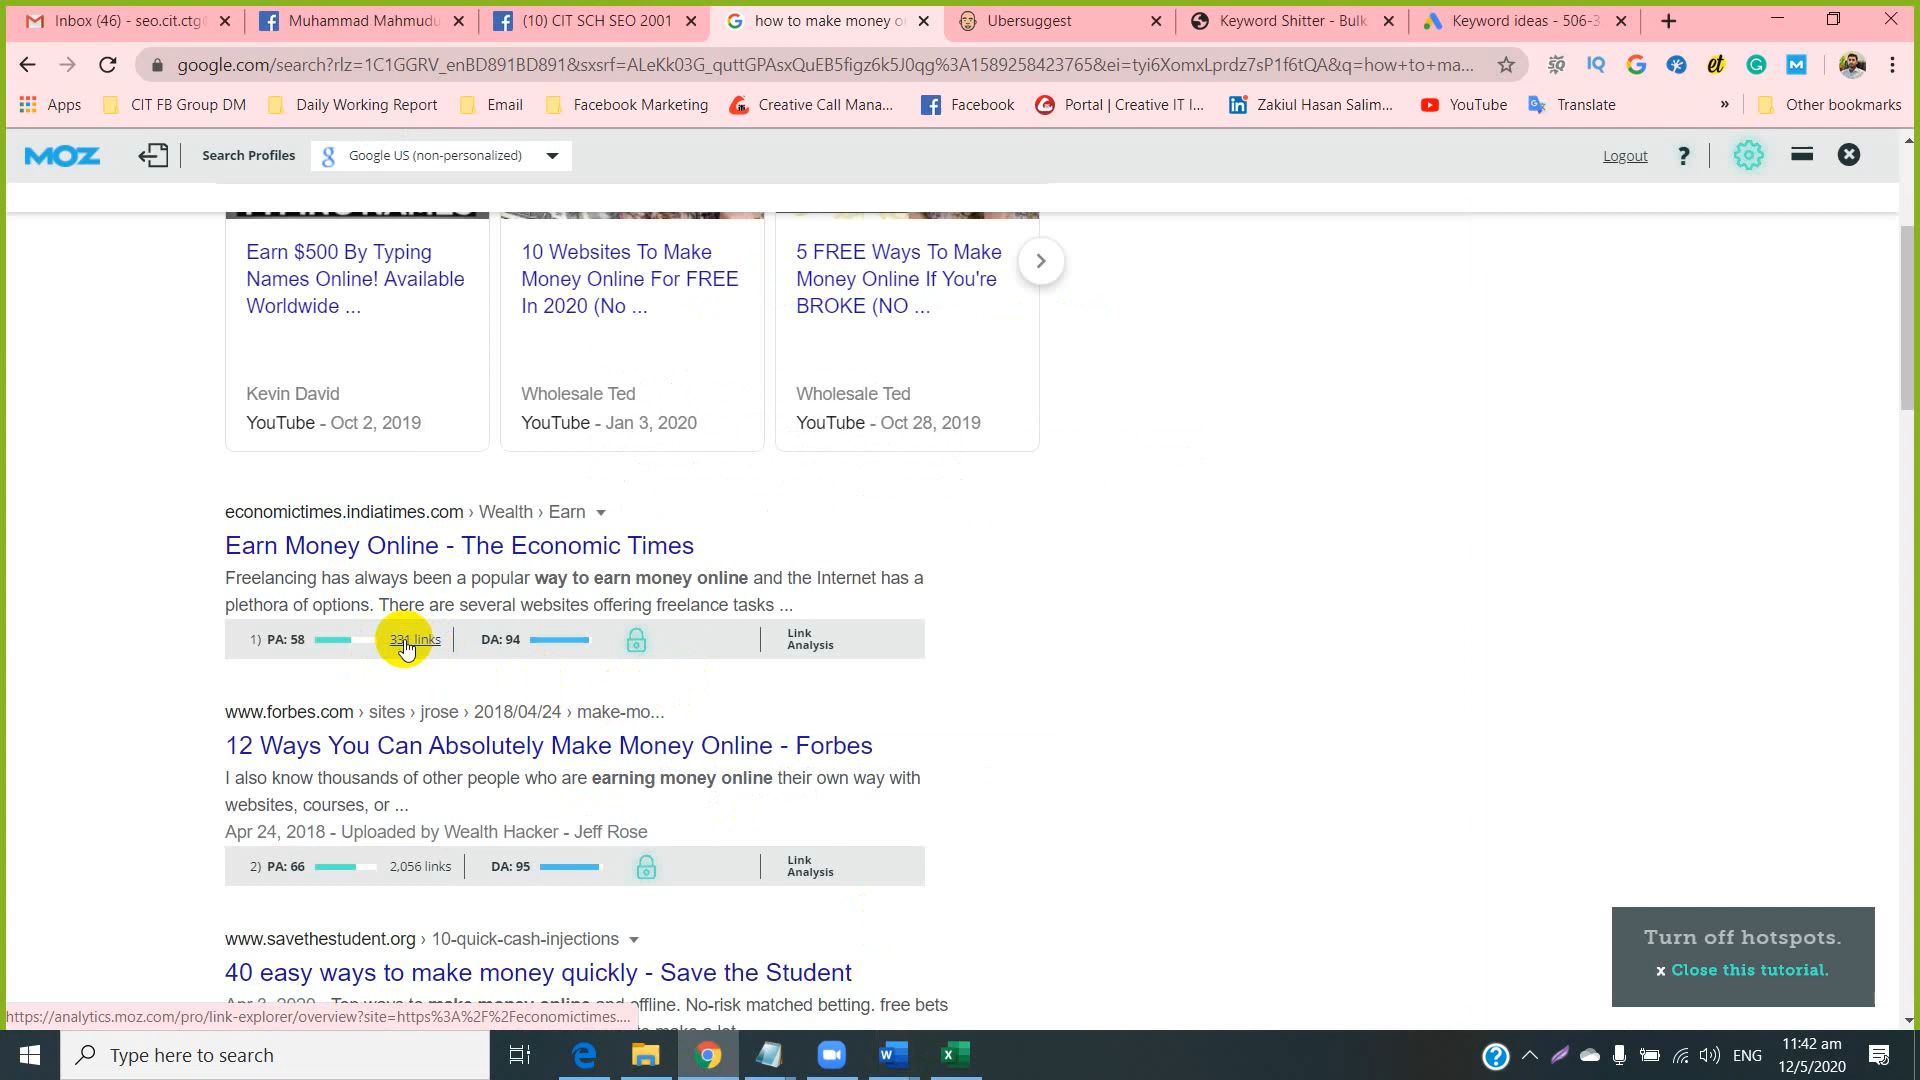 Inbox (46) - seo.cit.ctg
Muhammad Mahmudu
(10) CIT SCH SEO 2001
how to make money o
Ubersuggest
Keyword Shitter - Bulk
Keyword ideas - 506-3
google.com/search?rlz=1C1GGRV_enBD891BD891&sxsrf=ALeKk03G_quttGPAsxQuEB5figz6k5J0qg%3A1589258423765&ei=tyi6XomxLprdz7sP1f6tQA&q=how+to+ma...
Apps
CIT FB Group DM
Daily Working Report
Email
Facebook Marketing
Creative Call Mana...
Facebook
Portal | Creative IT I...
Zakiul Hasan Salim...
YouTube
Translate
»
Other bookmarks
MOZ
Search Profiles
Google US (non-personalized)
Logout
?
Earn $500 By Typing
Names Online! Available
Worldwide ...
Kevin David
YouTube - Oct 2, 2019
10 Websites To Make
Money Online For FREE
In 2020 (No ...
Wholesale Ted
YouTube - Jan 3, 2020
5 FREE Ways To Make
Money Online If You're
BROKE (NO ...
Wholesale Ted
YouTube - Oct 28, 2019
economictimes.indiatimes.com › Wealth › Earn
Earn Money Online - The Economic Times
Freelancing has always been a popular way to earn money online and the Internet has a
plethora of options. There are several websites offering freelance tasks ...
1) PA: 58 331 links DA: 94 Link Analysis
www.forbes.com › sites › jrose › 2018/04/24 › make-mo...
12 Ways You Can Absolutely Make Money Online - Forbes
I also know thousands of other people who are earning money online their own way with
websites, courses, or ...
Apr 24, 2018 - Uploaded by Wealth Hacker - Jeff Rose
2) PA: 66 2,056 links DA: 95 Link Analysis
www.savethestudent.org › 10-quick-cash-injections
40 easy ways to make money quickly - Save the Student
Apr 3, 2020 - Top ways to make money online and offline. No-risk matched betting. free bets
Turn off hotspots.
x Close this tutorial.
https://analytics.moz.com/pro/link-explorer/overview?site=https%3A%2F%2Feconomictimes....
Type here to search
ENG
11:42 am
12/5/2020